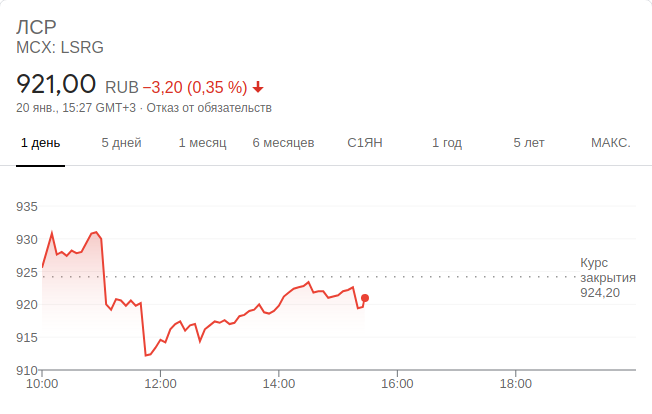 ЛСР
MCX: LSRG
921,00 RUB −3,20 (0,35 %)
20 янв., 15:27 GMT+3 · Отказ от обязательств
1 день 5 дней 1 месяц 6 месяцев С1ЯН 1 год 5 лет МАКС.
935
930
925
920
915
910
Курс
закрытия
924,20
10:00 12:00 14:00 16:00 18:00